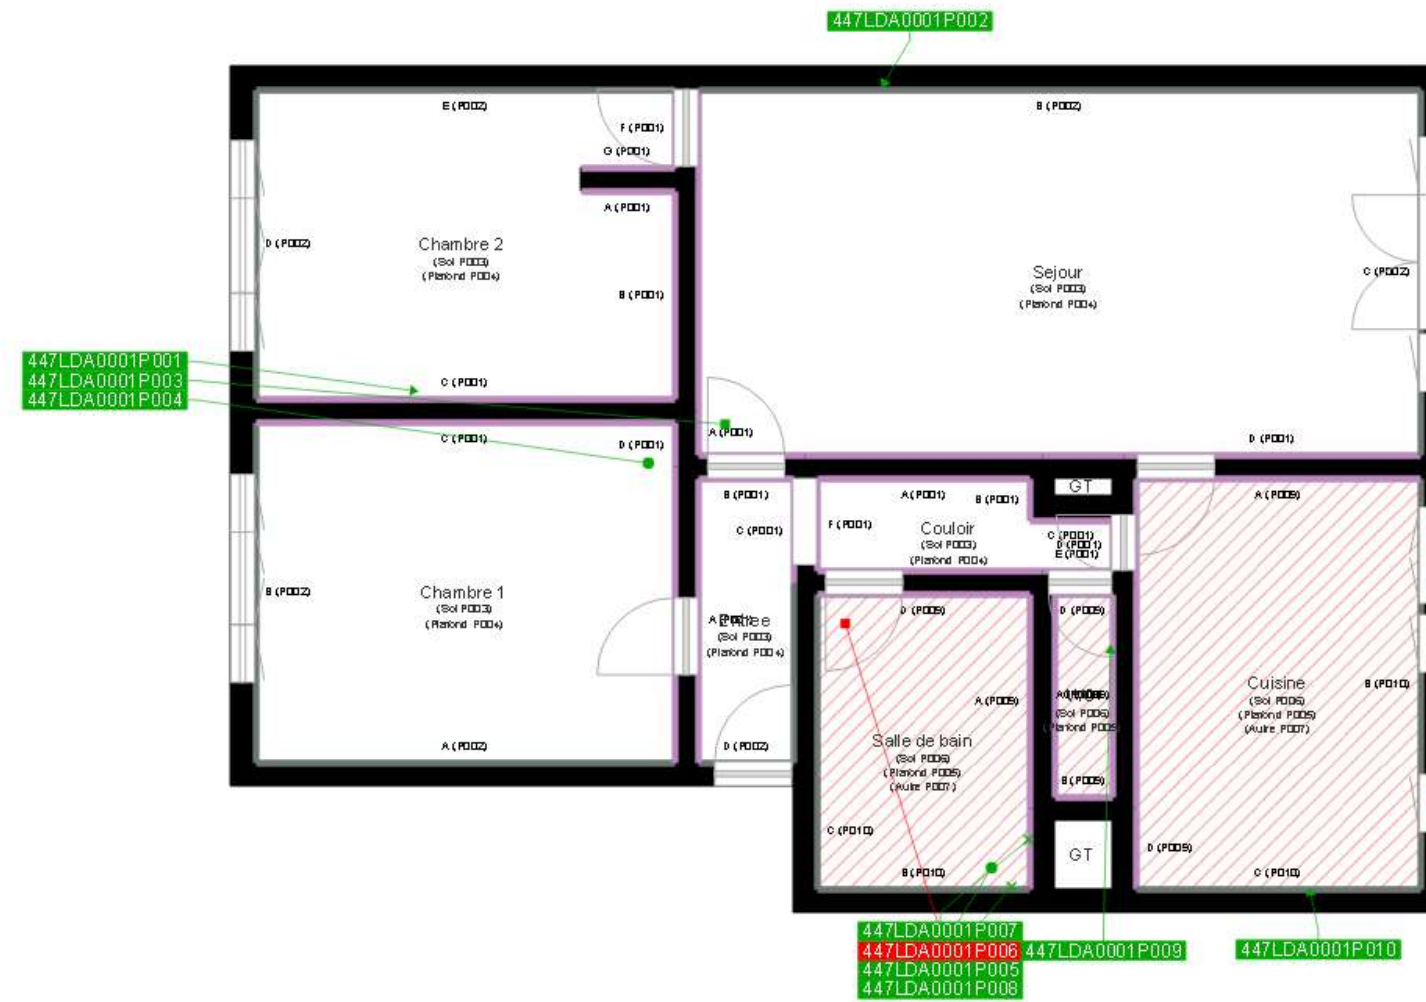 447LDA0001P002
E (P002)
F (P001)
G (P001)
A (P001)
Chambre 2
(Sol P003)
(Plafond P004)
D (P002)
B (P001)
C (P001)
B (P002)
Sejour
(Sol P003)
(Plafond P004)
C (P002)
A (P001)
D (P001)
447LDA0001P001
447LDA0001P003
447LDA0001P004
C (P001)
D (P001)
B (P002)
Chambre 1
(Sol P003)
(Plafond P004)
A (P002)
B (P001)
C (P001)
(Sol P003)
(Plafond P004)
D (P002)
A (P001)
B (P001)
F (P001)
Couloir
(Sol P003)
(Plafond P004)
C (P001)
D (P001)
E (P001)
GT
D (P009)
A (P009)
Salle de bain
(Sol P006)
(Plafond P005)
(Autre P007)
C (P010)
B (P010)
D (P009)
(Sol P006)
(Plafond P005)
B (P009)
GT
A (P009)
Cuisine
(Sol P006)
(Plafond P005)
(Autre P007)
B (P010)
D (P009)
C (P010)
447LDA0001P007
447LDA0001P006
447LDA0001P005
447LDA0001P008
447LDA0001P009
447LDA0001P010